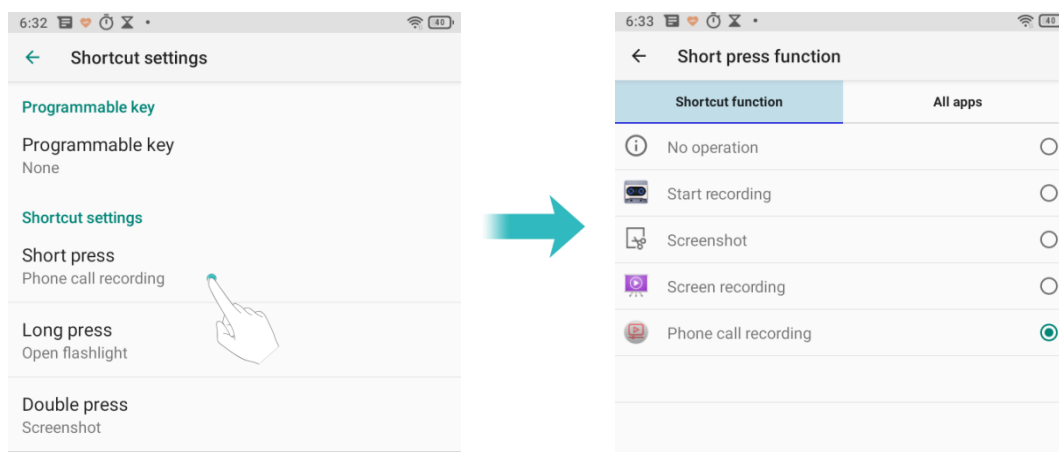 6:32
40
Shortcut settings
Programmable key
Programmable key
None
Shortcut settings
Short press
Phone call recording
Long press
Open flashlight
Double press
Screenshot
6:33
40
Short press function
Shortcut function
All apps
No operation
Start recording
Screenshot
Screen recording
Phone call recording